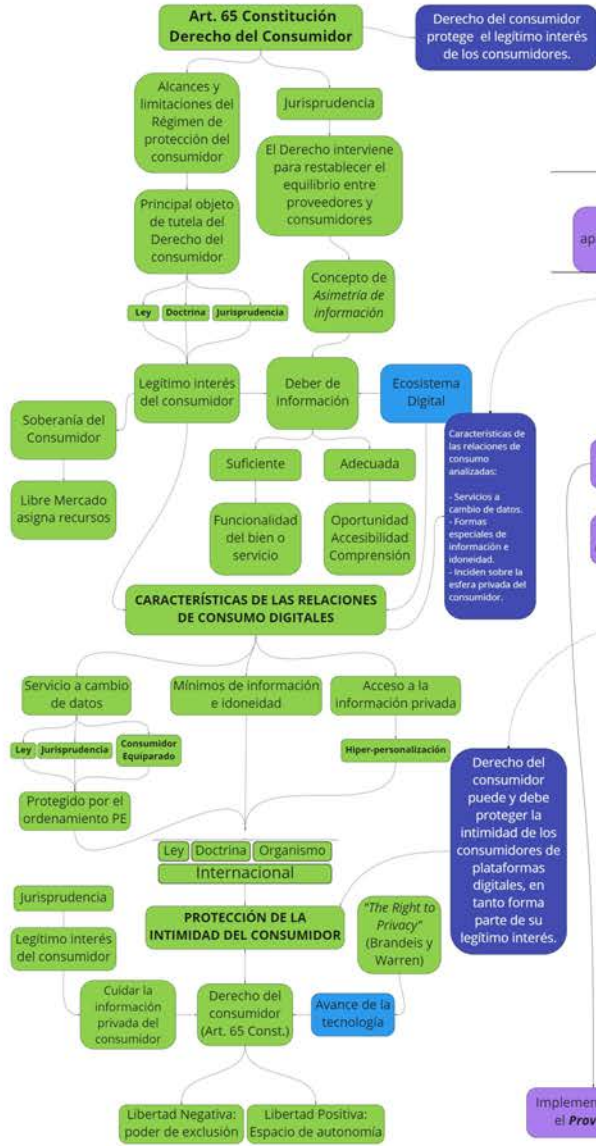 Art. 65 Constitución
Derecho del Consumidor
Derecho del consumidor
protege el legítimo interés
de los consumidores.
Alcances y
limitaciones del
Régimen de
protección del
consumidor
Jurisprudencia
El Derecho interviene
para restablecer el
equilibrio entre
proveedores y
consumidores
Principal objeto
de tutela del
Derecho del
consumidor
Concepto de
Asimetría de
información
Ley
Doctrina
Jurisprudencia
Legítimo interés
del consumidor
Deber de
información
Ecosistema
Digital
Soberanía del
Consumidor
Libre Mercado
asigna recursos
Suficiente
Adecuada
Funcionalidad
del bien o
servicio
Oportunidad
Accesibilidad
Comprensión
Características de
las relaciones de
consumo
analizadas:
- Servicios a
cambio de datos.
- Formas
especiales de
información e
idoneidad.
- Inciden sobre la
esfera privada del
consumidor.
CARACTERÍSTICAS DE LAS RELACIONES
DE CONSUMO DIGITALES
Servicio a cambio
de datos
Mínimos de información
e idoneidad
Acceso a la
información privada
Ley
Jurisprudencia
Consumidor
Equiparado
Hiper-personalización
Protegido por el
ordenamiento PE
Ley
Doctrina
Organismo
Internacional
Derecho del
consumidor
puede y debe
proteger la
intimidad de los
consumidores de
plataformas
digitales, en
tanto forma
parte de su
legítimo interés.
Jurisprudencia
Legítimo interés
del consumidor
PROTECCIÓN DE LA
INTIMIDAD DEL CONSUMIDOR
"The Right to
Privacy"
(Brandeis y
Warren)
Cuidar la
información
privada del
consumidor
Derecho del
consumidor
(Art. 65 Const.)
Avance de la
tecnología
Libertad Negativa:
poder de exclusión
Libertad Positiva:
Espacio de autonomía
ap
Implemen
el Prov